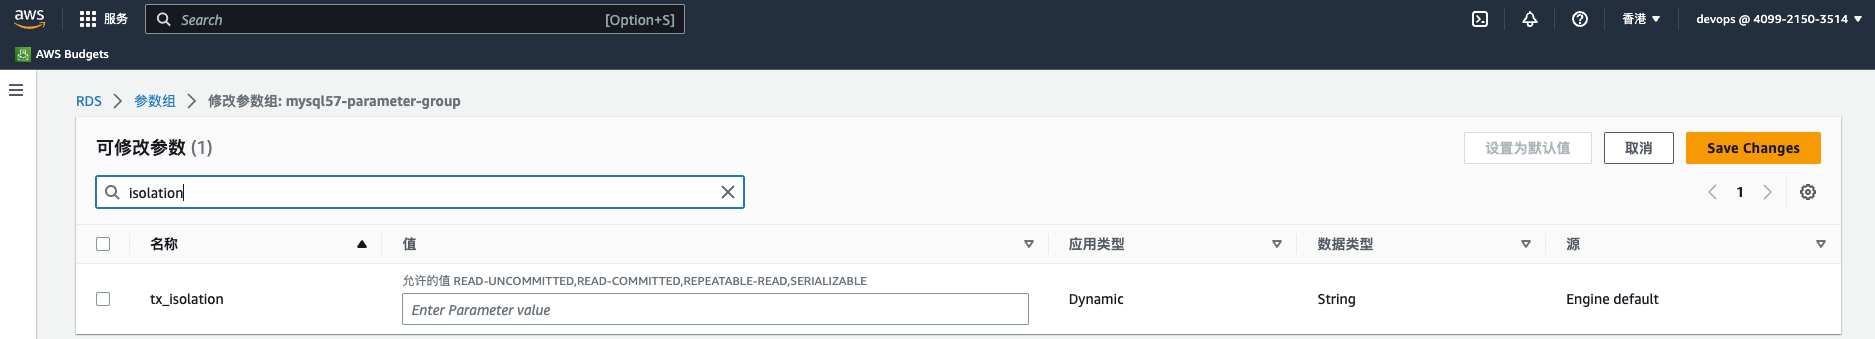 aws 服务 Search [Option+S] 香港 devops @ 4099-2150-3514
AWS Budgets
RDS 参数组 修改参数组: mysql57-parameter-group
可修改参数 (1) 设置为默认值 取消 Save Changes
isolation 1
名称 值 应用类型 数据类型 源
允许的值 READ-UNCOMMITTED,READ-COMMITTED,REPEATABLE-READ,SERIALIZABLE
tx_isolation Enter Parameter value Dynamic String Engine default